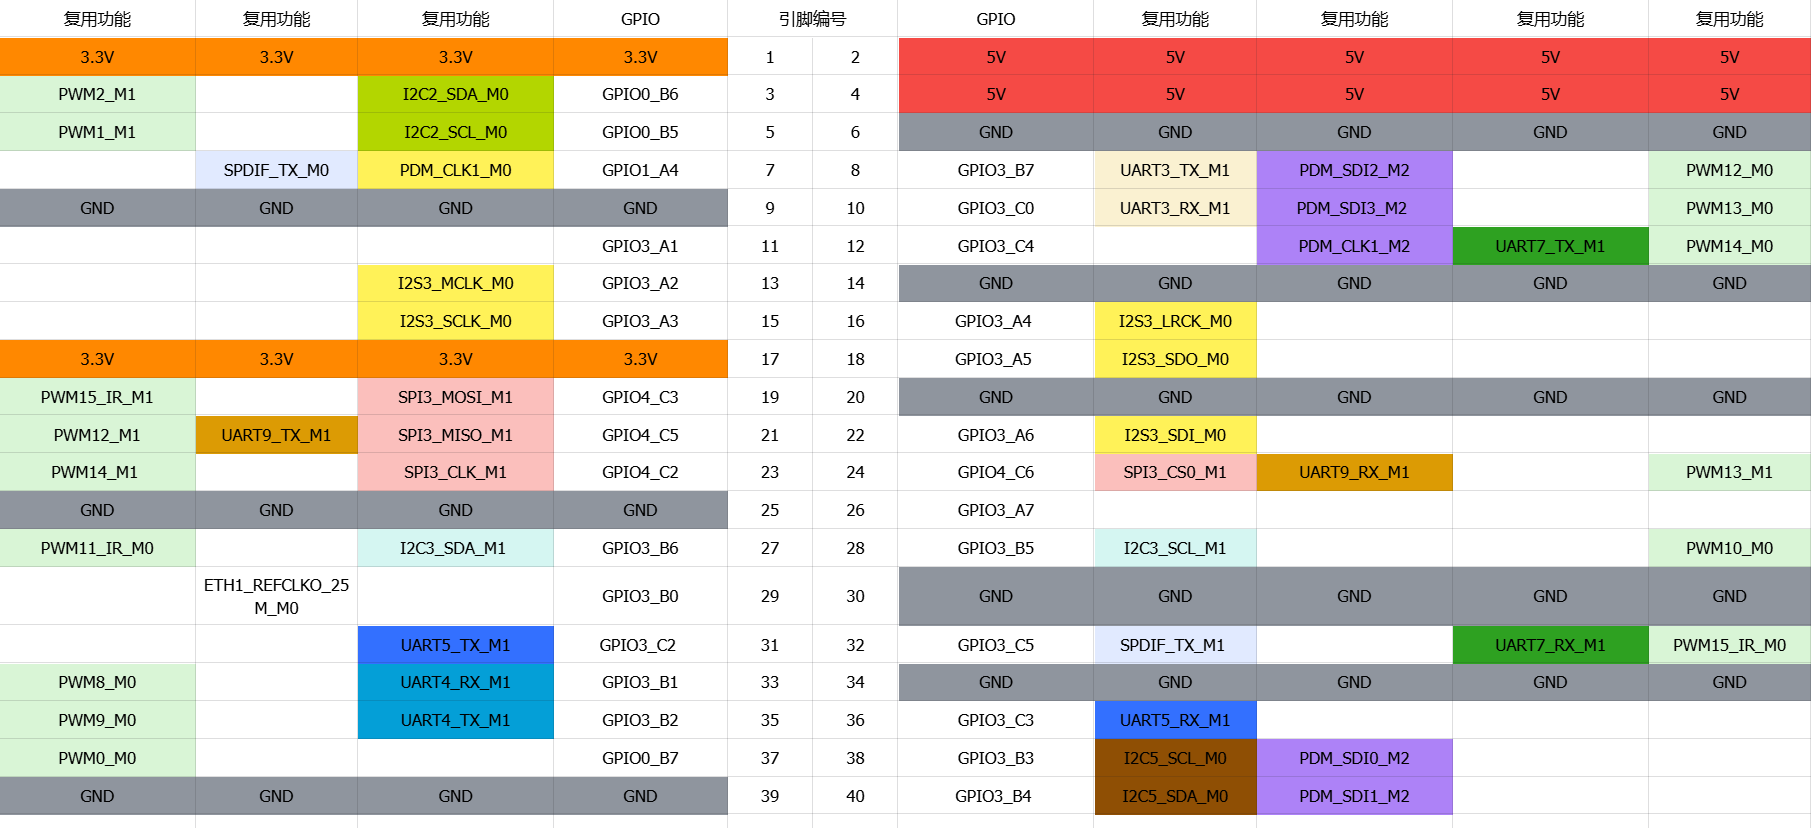 复用功能 复用功能 复用功能 GPIO 引脚编号 GPIO 复用功能 复用功能 复用功能 复用功能
3.3V 3.3V 3.3V 3.3V 1 2 5V 5V 5V 5V 5V
PWM2_M1 I2C2_SDA_M0 GPIO0_B6 3 4 5V 5V 5V 5V 5V
PWM1_M1 I2C2_SCL_M0 GPIO0_B5 5 6 GND GND GND GND GND
SPDIF_TX_M0 PDM_CLK1_M0 GPIO1_A4 7 8 GPIO3_B7 UART3_TX_M1 PDM_SDI2_M2 PWM12_M0
GND GND GND GND 9 10 GPIO3_C0 UART3_RX_M1 PDM_SDI3_M2 PWM13_M0
GPIO3_A1 11 12 GPIO3_C4 PDM_CLK1_M2 UART7_TX_M1 PWM14_M0
I2S3_MCLK_M0 GPIO3_A2 13 14 GND GND GND GND GND
I2S3_SCLK_M0 GPIO3_A3 15 16 GPIO3_A4 I2S3_LRCK_M0
3.3V 3.3V 3.3V 3.3V 17 18 GPIO3_A5 I2S3_SDO_M0
PWM15_IR_M1 SPI3_MOSI_M1 GPIO4_C3 19 20 GND GND GND GND GND
PWM12_M1 UART9_TX_M1 SPI3_MISO_M1 GPIO4_C5 21 22 GPIO3_A6 I2S3_SDI_M0
PWM14_M1 SPI3_CLK_M1 GPIO4_C2 23 24 GPIO4_C6 SPI3_CS0_M1 UART9_RX_M1 PWM13_M1
GND GND GND GND 25 26 GPIO3_A7
PWM11_IR_M0 I2C3_SDA_M1 GPIO3_B6 27 28 GPIO3_B5 I2C3_SCL_M1 PWM10_M0
ETH1_REFCLKO_25
M_M0 GPIO3_B0 29 30 GND GND GND GND GND
UART5_TX_M1 GPIO3_C2 31 32 GPIO3_C5 SPDIF_TX_M1 UART7_RX_M1 PWM15_IR_M0
PWM8_M0 UART4_RX_M1 GPIO3_B1 33 34 GND GND GND GND GND
PWM9_M0 UART4_TX_M1 GPIO3_B2 35 36 GPIO3_C3 UART5_RX_M1
PWM0_M0 GPIO0_B7 37 38 GPIO3_B3 I2C5_SCL_M0 PDM_SDI0_M2
GND GND GND GND 39 40 GPIO3_B4 I2C5_SDA_M0 PDM_SDI1_M2